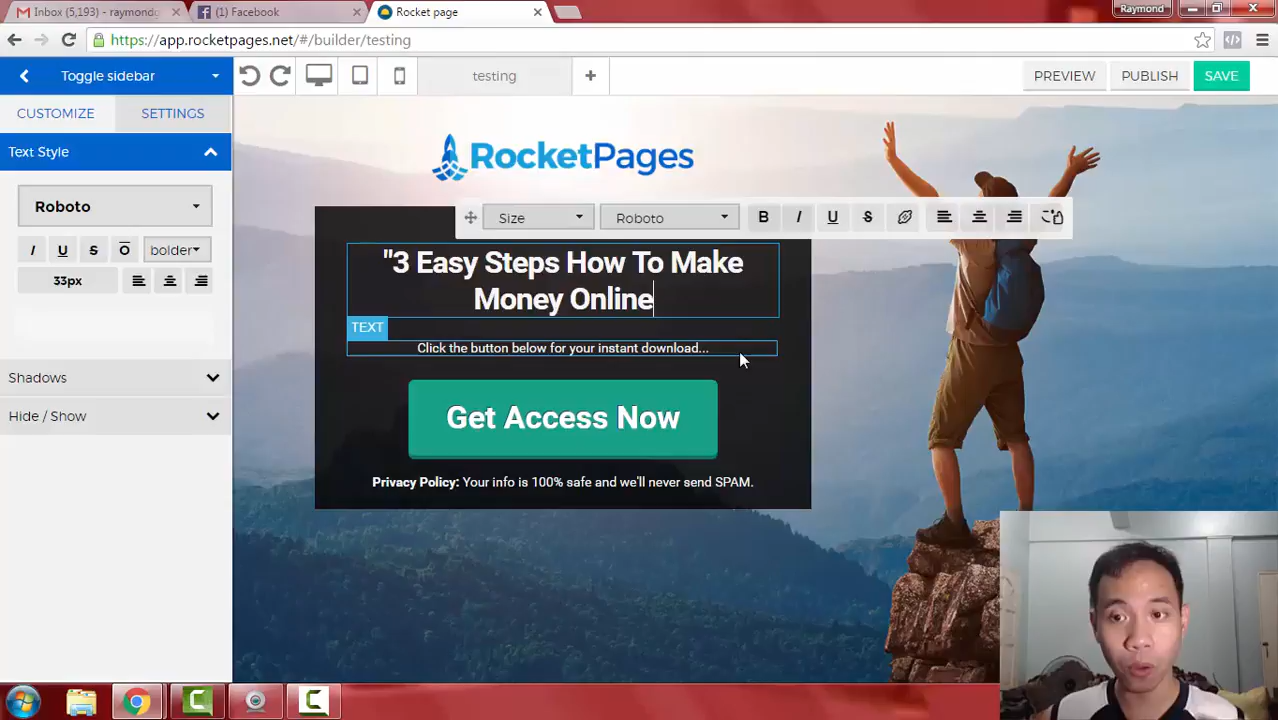 Inbox (5,193) - raymondg
(1) Facebook
Rocket page
Raymond
https://app.rocketpages.net/#/builder/testing
Toggle sidebar
testing
PREVIEW
PUBLISH
SAVE
CUSTOMIZE
SETTINGS
Text Style
Roboto
I U S O bolder
33px
Shadows
Hide / Show
RocketPages
Size
Roboto
B I U S
"3 Easy Steps How To Make
Money Online
TEXT
Click the button below for your instant download...
Get Access Now
Privacy Policy: Your info is 100% safe and we'll never send SPAM.